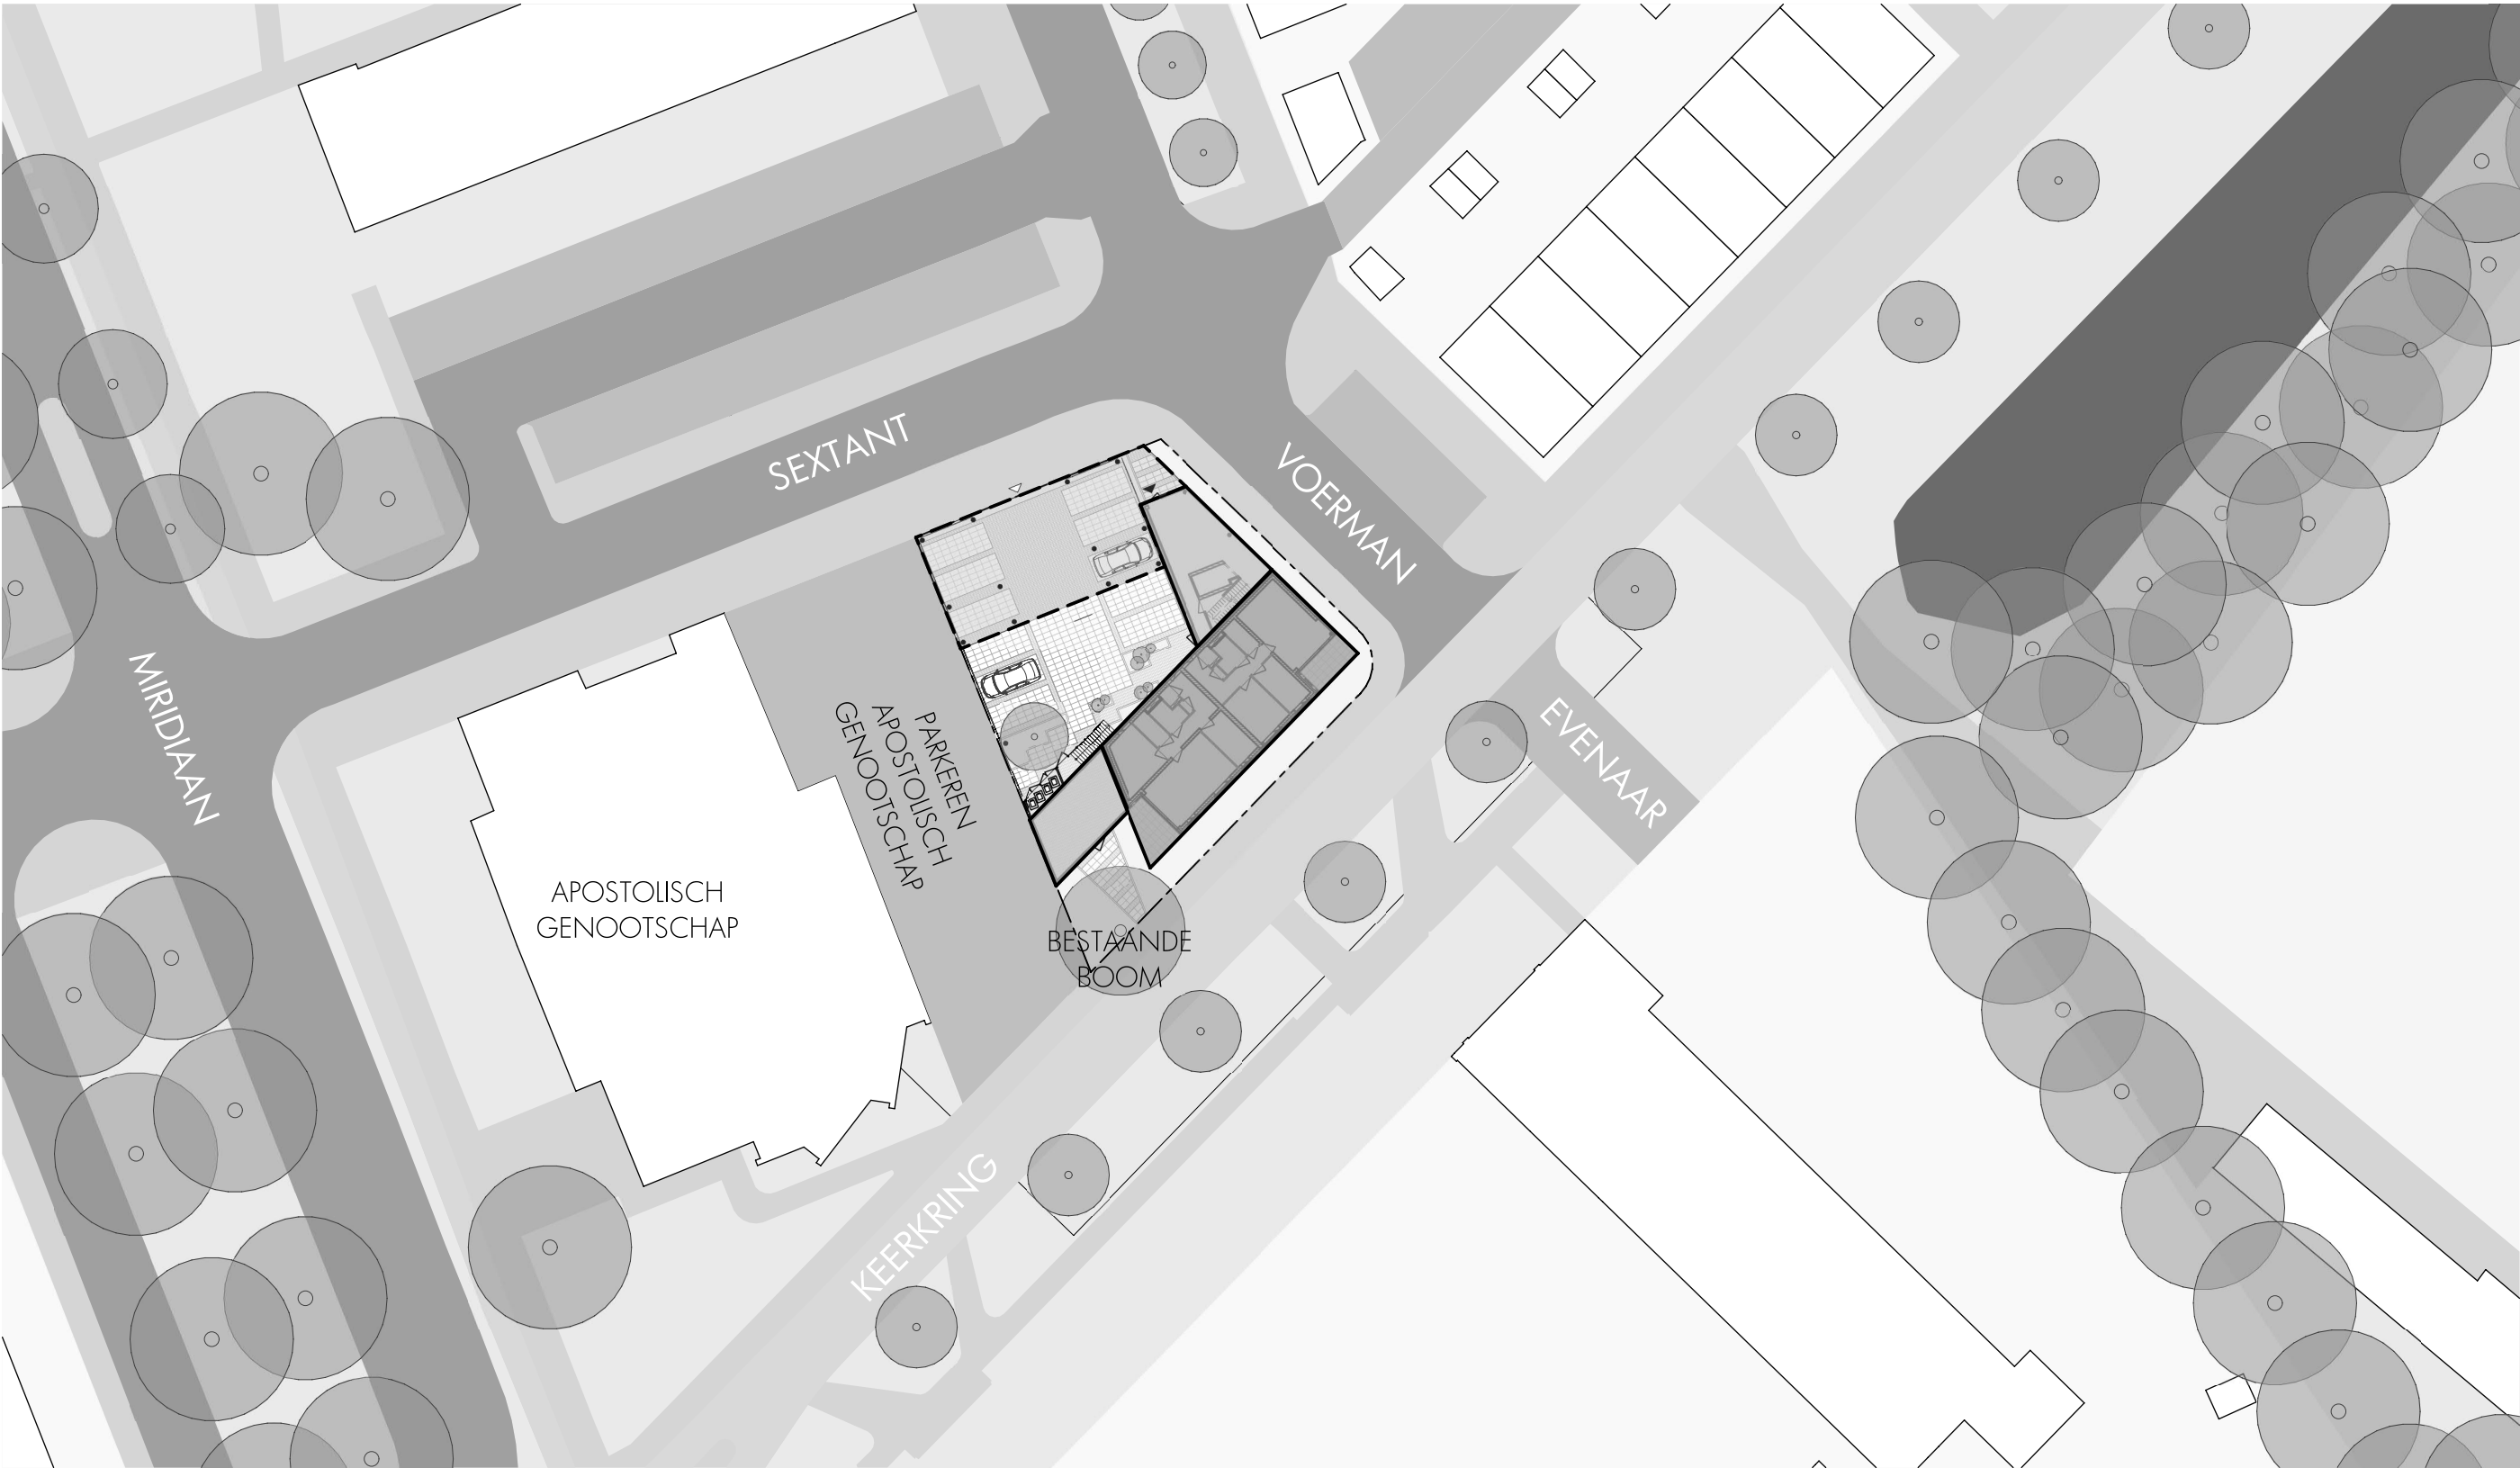 SEXTANT
VOERMAN
MIRIDIAAN
PARKEREN
APOSTOLISCH
GENOOTSCHAP
EVENAAR
APOSTOLISCH
GENOOTSCHAP
BESTAANDE
BOOM
KEERKRING